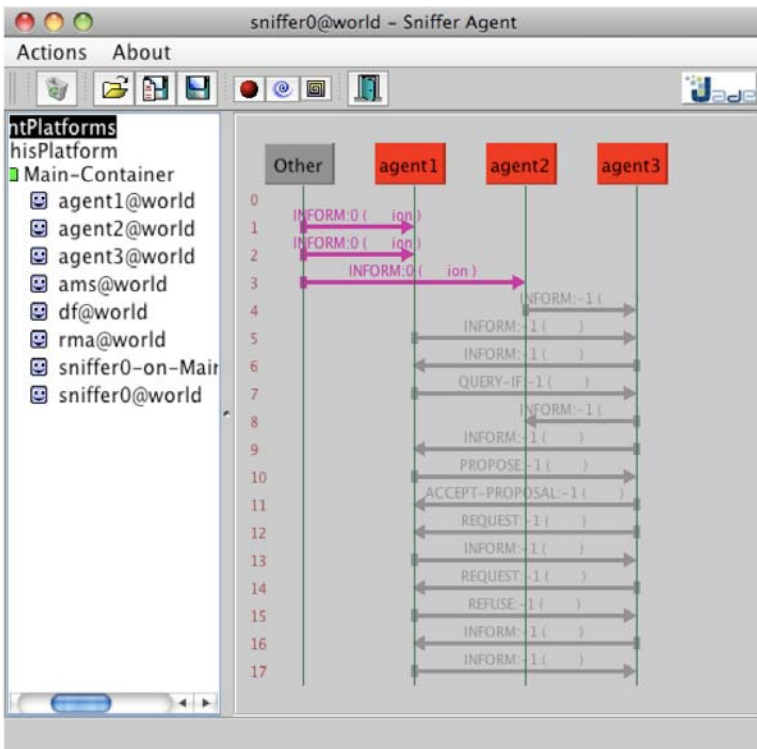 sniffer0@world – Sniffer Agent
Actions About
Jade
ntPlatforms
hisPlatform
Main-Container
agent1@world
agent2@world
agent3@world
ams@world
df@world
rma@world
sniffer0-on-Mair
sniffer0@world
Other agent1 agent2 agent3
0
1 INFORM:0 ( ion )
2 INFORM:0 ( ion )
3 INFORM:0 ( ion )
4 INFORM:-1 (
5 INFORM:-1 ( )
6 INFORM:-1 ( )
7 QUERY-IF:-1 ( )
8 INFORM:-1 (
9 INFORM:-1 ( )
10 PROPOSE:-1 ( )
11 ACCEPT-PROPOSAL:-1 ( )
12 REQUEST:-1 ( )
13 INFORM:-1 ( )
14 REQUEST:-1 ( )
15 REFUSE:-1 ( )
16 INFORM:-1 ( )
17 INFORM:-1 ( )